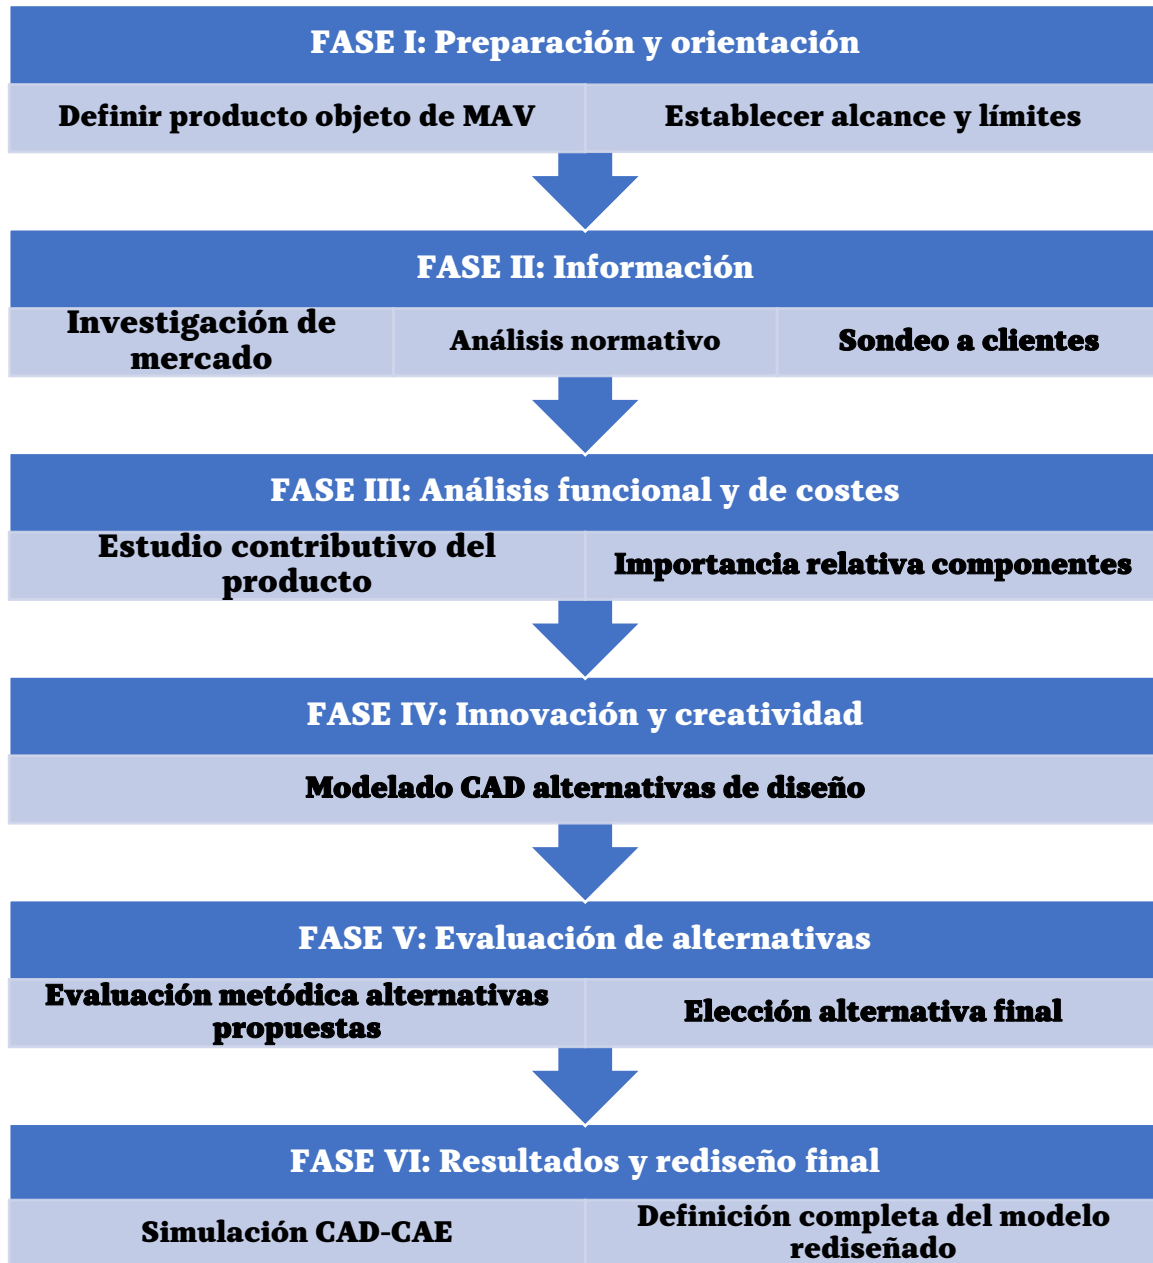 FASE I: Preparación y orientación
Definir producto objeto de MAV
Establecer alcance y límites
FASE II: Información
Investigación de
mercado
Análisis normativo
Sondeo a clientes
FASE III: Análisis funcional y de costes
Estudio contributivo del
producto
Importancia relativa componentes
FASE IV: Innovación y creatividad
Modelado CAD alternativas de diseño
FASE V: Evaluación de alternativas
Evaluación metódica alternativas
propuestas
Elección alternativa final
FASE VI: Resultados y rediseño final
Simulación CAD-CAE
Definición completa del modelo
rediseñado